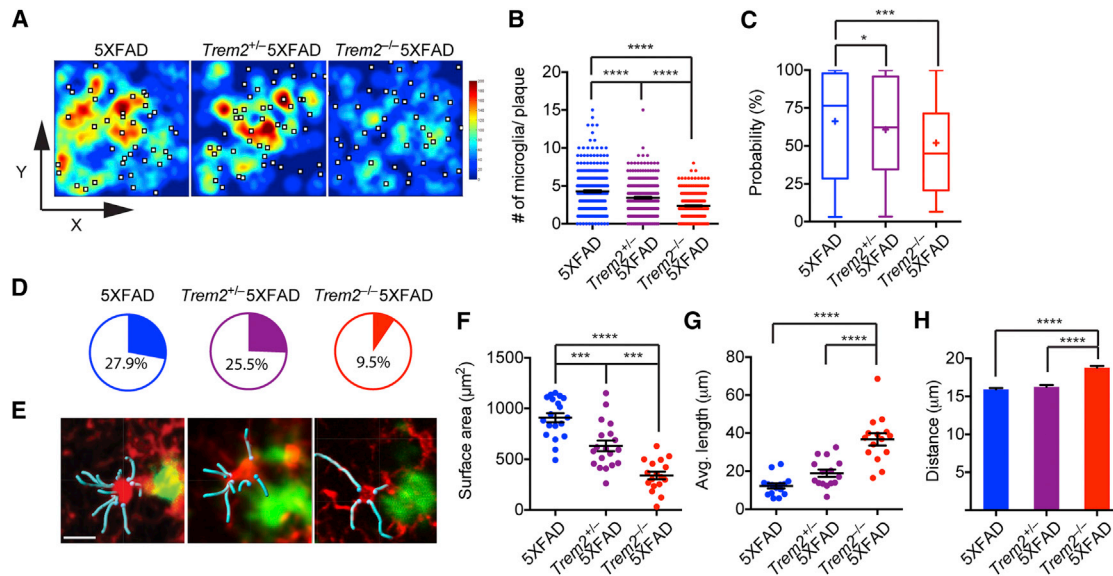 A
5XFAD
Trem2+/– 5XFAD
Trem2–/– 5XFAD
Y
X
B
# of microglia/ plaque
20
15
10
5
0
****
**** ****
5XFAD
Trem2+/–
5XFAD
Trem2–/–
5XFAD
C
Probability (%)
100
75
50
25
0
***
*
5XFAD
Trem2+/–
5XFAD
Trem2–/–
5XFAD
D
5XFAD
Trem2+/– 5XFAD
Trem2–/– 5XFAD
27.9%
25.5%
9.5%
E
F
Surface area (μm2)
1500
1000
500
0
****
*** ***
5XFAD
Trem2+/–
5XFAD
Trem2–/–
5XFAD
G
Avg. length (μm)
80
60
40
20
0
****
****
5XFAD
Trem2+/–
5XFAD
Trem2–/–
5XFAD
H
Distance (μm)
20
15
10
****
****
5XFAD
Trem2+/–
5XFAD
Trem2–/–
5XFAD